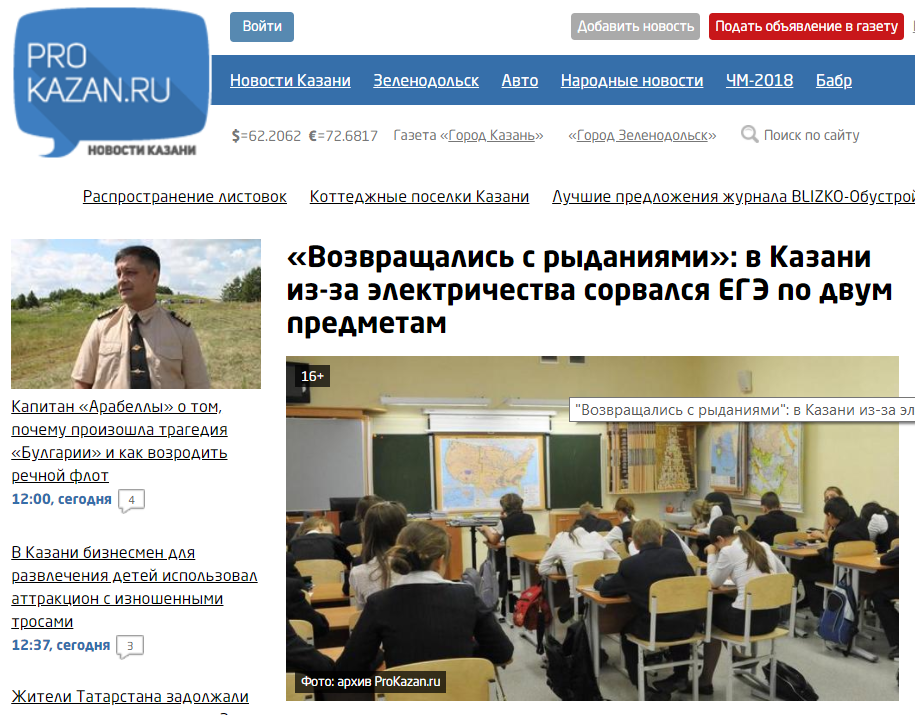 Войти
Добавить новость
Подать объявление в газету
PRO
KAZAN.RU
НОВОСТИ КАЗАНИ
Новости Казани Зеленодольск Авто Народные новости ЧМ-2018 Бабр
$=62.2062 €=72.6817 Газета «Город Казань» «Город Зеленодольск» Поиск по сайту
Распространение листовок Коттеджные поселки Казани Лучшие предложения журнала BLIZKO-Обустрой
«Возвращались с рыданиями»: в Казани
из-за электричества сорвался ЕГЭ по двум
предметам
16+
"Возвращались с рыданиями": в Казани из-за эл
Фото: архив ProKazan.ru
Капитан «Арабеллы» о том,
почему произошла трагедия
«Булгарии» и как возродить
речной флот
12:00, сегодня 4
В Казани бизнесмен для
развлечения детей использовал
аттракцион с изношенными
тросами
12:37, сегодня 3
Жители Татарстана задолжали